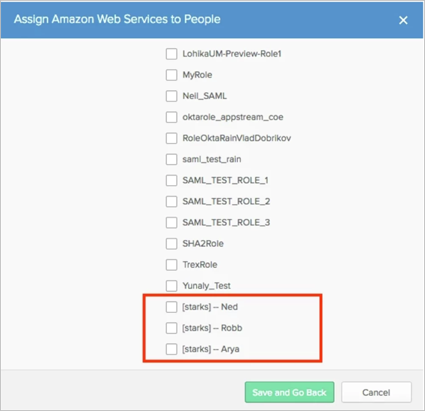 Assign Amazon Web Services to People
LohikaUM-Preview-Role1
MyRole
Neil_SAML
oktarole_appstream_coe
RoleOktaRainVladDobrikov
saml_test_rain
SAML_TEST_ROLE_1
SAML_TEST_ROLE_2
SAML_TEST_ROLE_3
SHA2Role
TrexRole
Yunaly_Test
[starks] -- Ned
[starks] -- Robb
[starks] -- Arya
Save and Go Back
Cancel